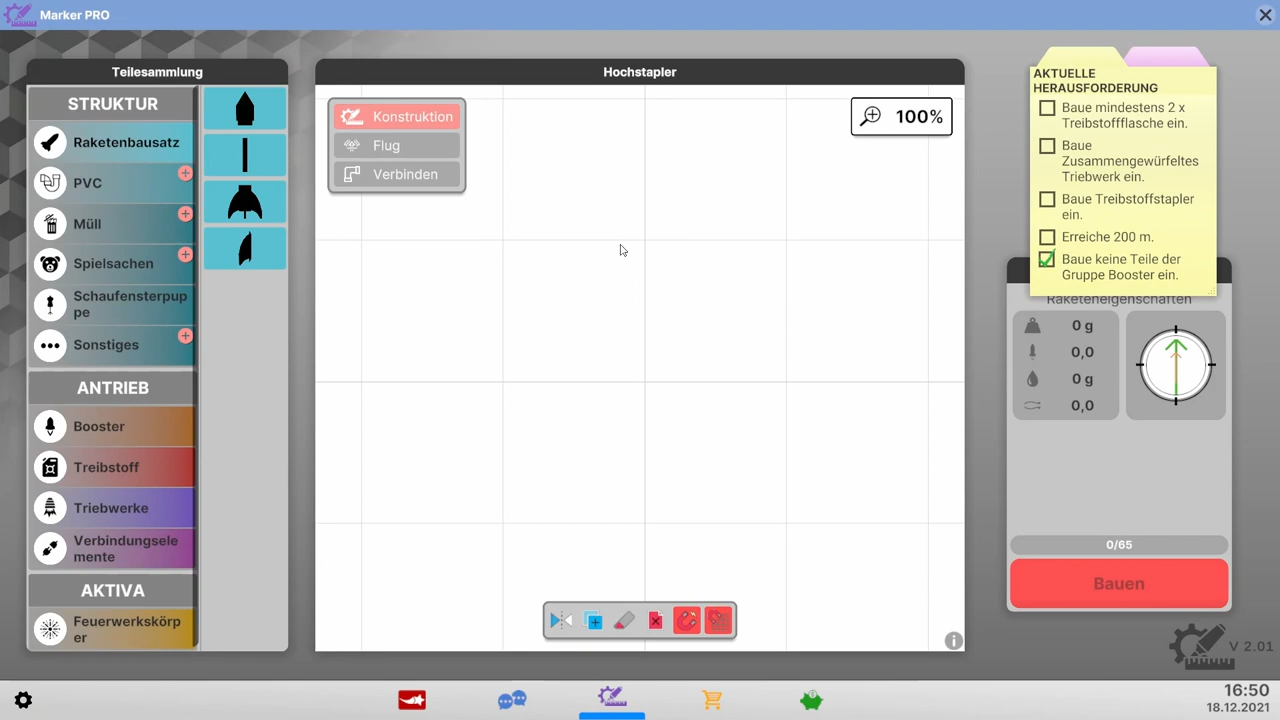 Marker PRO
Teilesammlung
STRUKTUR
Raketenbausatz
PVC
Müll
Spielsachen
Schaufensterpup
pe
Sonstiges
ANTRIEB
Booster
Treibstoff
Triebwerke
Verbindungsele
mente
AKTIVA
Feuerwerkskörp
er
Hochstapler
Konstruktion
Flug
Verbinden
100%
AKTUELLE
HERAUSFORDERUNG
Baue mindestens 2 x
Treibstoffflasche ein.
Baue
Zusammengewürfeltes
Triebwerk ein.
Baue Treibstoffstapler
ein.
Erreiche 200 m.
Baue keine Teile der
Gruppe Booster ein.
Raketeneigenschaften
0 g
0,0
0 g
0,0
0/65
Bauen
V 2.01
16:50
18.12.2021